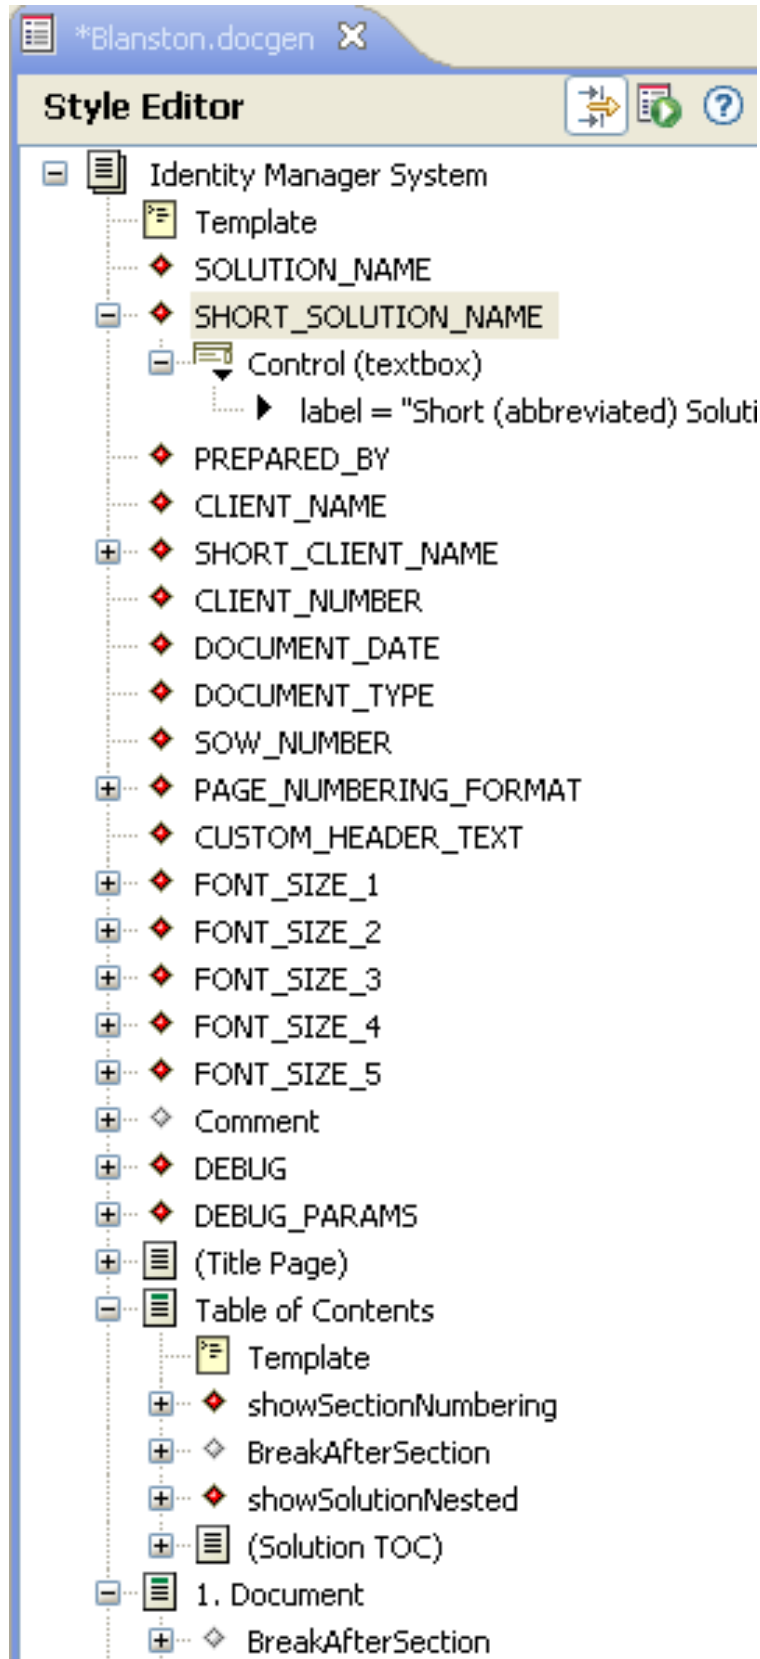 *Blanston.docgen
Style Editor
Identity Manager System
Template
SOLUTION_NAME
SHORT_SOLUTION_NAME
Control (textbox)
label = "Short (abbreviated) Soluti
PREPARED_BY
CLIENT_NAME
SHORT_CLIENT_NAME
CLIENT_NUMBER
DOCUMENT_DATE
DOCUMENT_TYPE
SOW_NUMBER
PAGE_NUMBERING_FORMAT
CUSTOM_HEADER_TEXT
FONT_SIZE_1
FONT_SIZE_2
FONT_SIZE_3
FONT_SIZE_4
FONT_SIZE_5
Comment
DEBUG
DEBUG_PARAMS
(Title Page)
Table of Contents
Template
showSectionNumbering
BreakAfterSection
showSolutionNested
(Solution TOC)
1. Document
BreakAfterSection